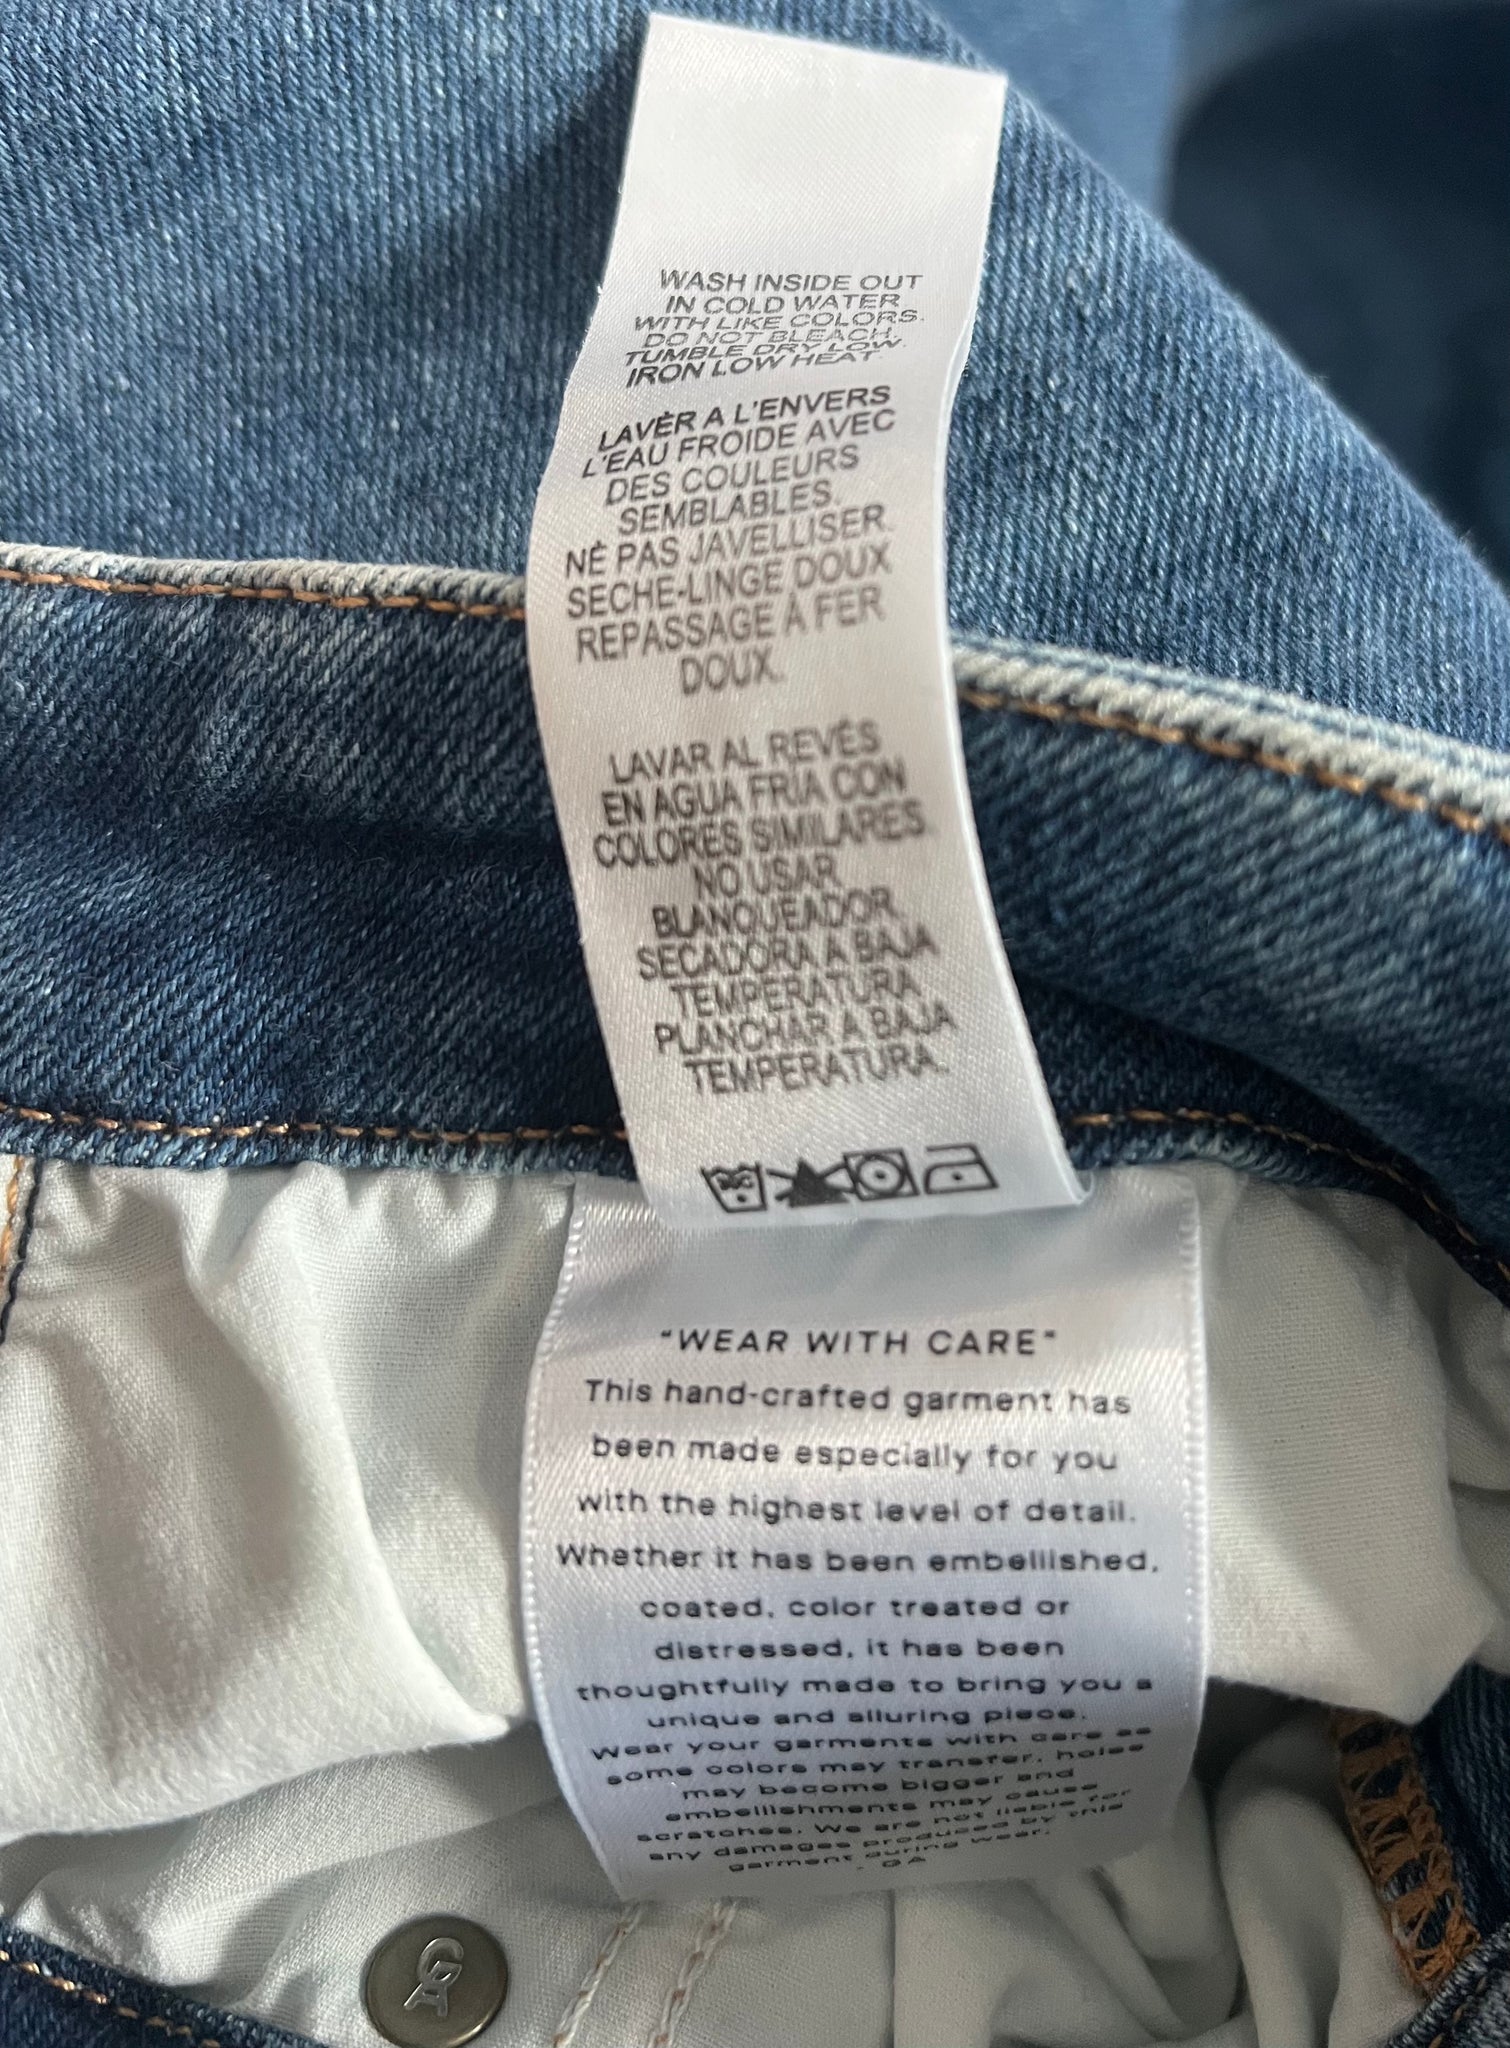 WASH INSIDE OUT
IN COLD WATER
WITH LIKE COLORS.
DO NOT BLEACH.
TUMBLE DRY LOW.
IRON LOW HEAT
LAVÈR A L'ENVERS
L'EAU FROIDE AVEC
DES COULEURS
SEMBLABLES.
NÈ PAS JAVELLISER.
SECHE-LINGE DOUX
REPASSAGE À FER
DOUX.
LAVAR AL REVÉS
EN AGUA FRIA CON
COLORES SIMILARES.
NO USAR
BLANQUEADOR.
SECADORA A BAJA
TEMPERATURA.
PLANCHAR A BAJA
TEMPERATURA.
"WEAR WITH CARE"
This hand-crafted garment has
been made especially for you
with the highest level of detail.
Whether it has been embellished,
coated, color treated or
distressed, it has been
thoughtfully made to bring you a
unique and alluring piece.
Wear your garments with care as
some colors may transfer, holes
may become bigger and
embellishments may cause
scratches. We are not liable for
any damages produced by this
garment during wear.
. GA
GA